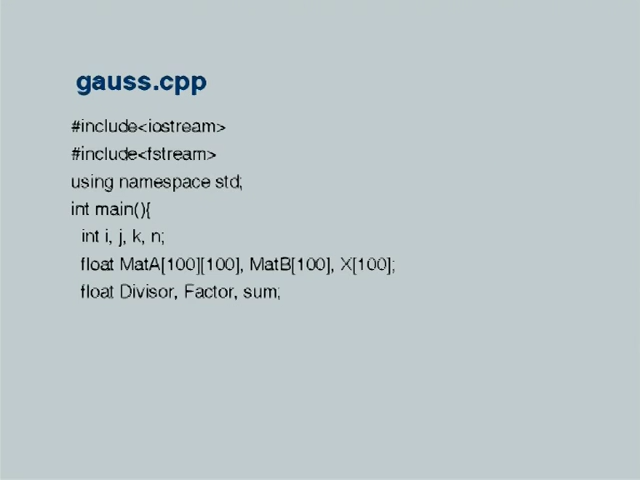 gauss.cpp
#include<iostream>
#include<fstream>
using namespace std;
int main(){
int i, j, k, n;
float MatA[100][100], MatB[100], X[100];
float Divisor, Factor, sum;